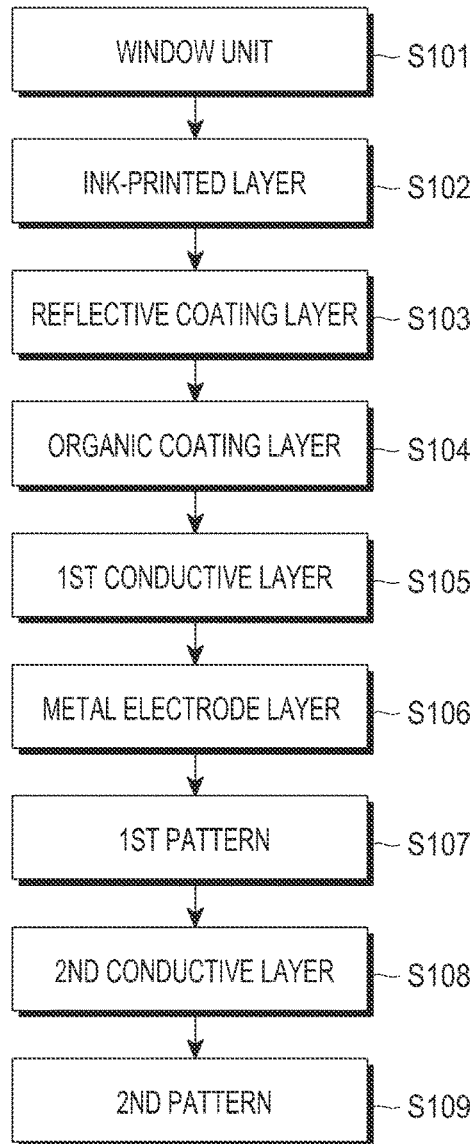 WINDOW UNIT S101
INK-PRINTED LAYER S102
REFLECTIVE COATING LAYER S103
ORGANIC COATING LAYER S104
1ST CONDUCTIVE LAYER S105
METAL ELECTRODE LAYER S106
1ST PATTERN S107
2ND CONDUCTIVE LAYER S108
2ND PATTERN S109